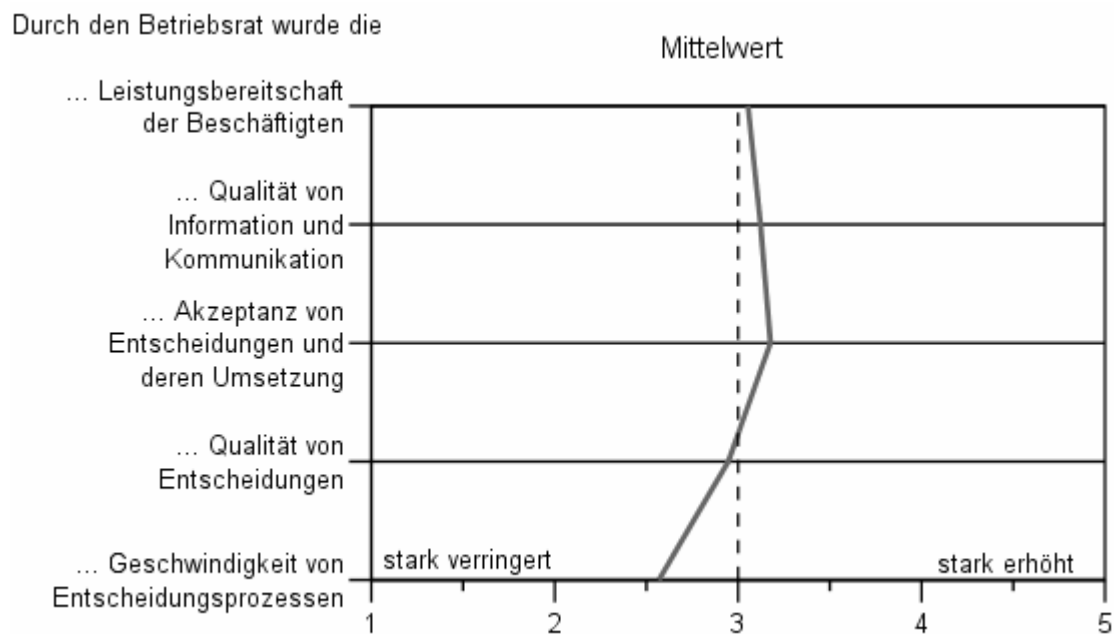 Durch den Betriebsrat wurde die
Mittelwert
... Leistungsbereitschaft
der Beschäftigten
... Qualität von
Information und
Kommunikation
... Akzeptanz von
Entscheidungen und
deren Umsetzung
... Qualität von
Entscheidungen
... Geschwindigkeit von
Entscheidungsprozessen
stark verringert
stark erhöht
1 2 3 4 5